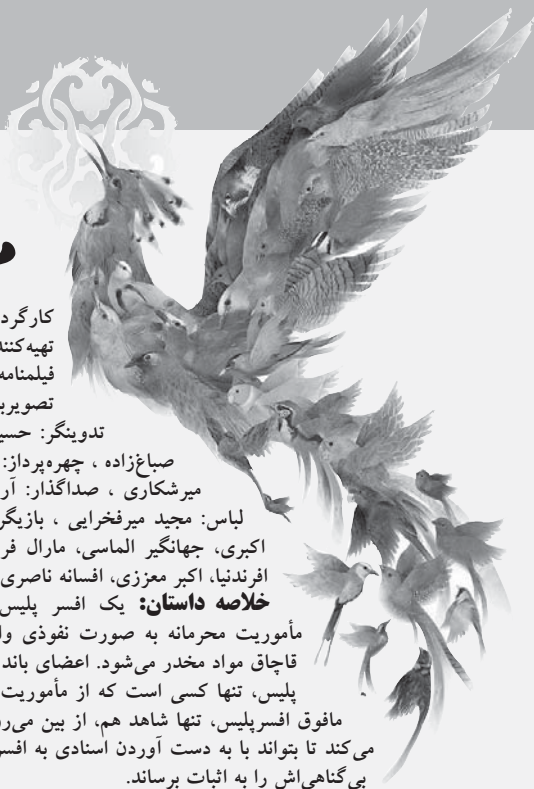 کارگرد
تهیه‌کنند
فیلمنامه
تصویربر
تدوینگر: حسی
صباغ‌زاده ، چهره‌پرداز:
میرشکاری ، صداگذار: آر
لباس: مجید میرفخرایی ، بازیگر
اکبری، جهانگیر الماسی، مارال فر
افرندنیا، اکبر معززی، افسانه ناصری
خلاصه داستان: یک افسر پلیس
مأموریت محرمانه به صورت نفوذی وا
قاچاق مواد مخدر می‌شود. اعضای باند
پلیس، تنها کسی است که از مأموریت
مافوق افسرپلیس، تنها شاهد هم، از بین می‌رو
می‌کند تا بتواند با به دست آوردن اسنادی به افسر
بی‌گناهی‌اش را به اثبات برساند.